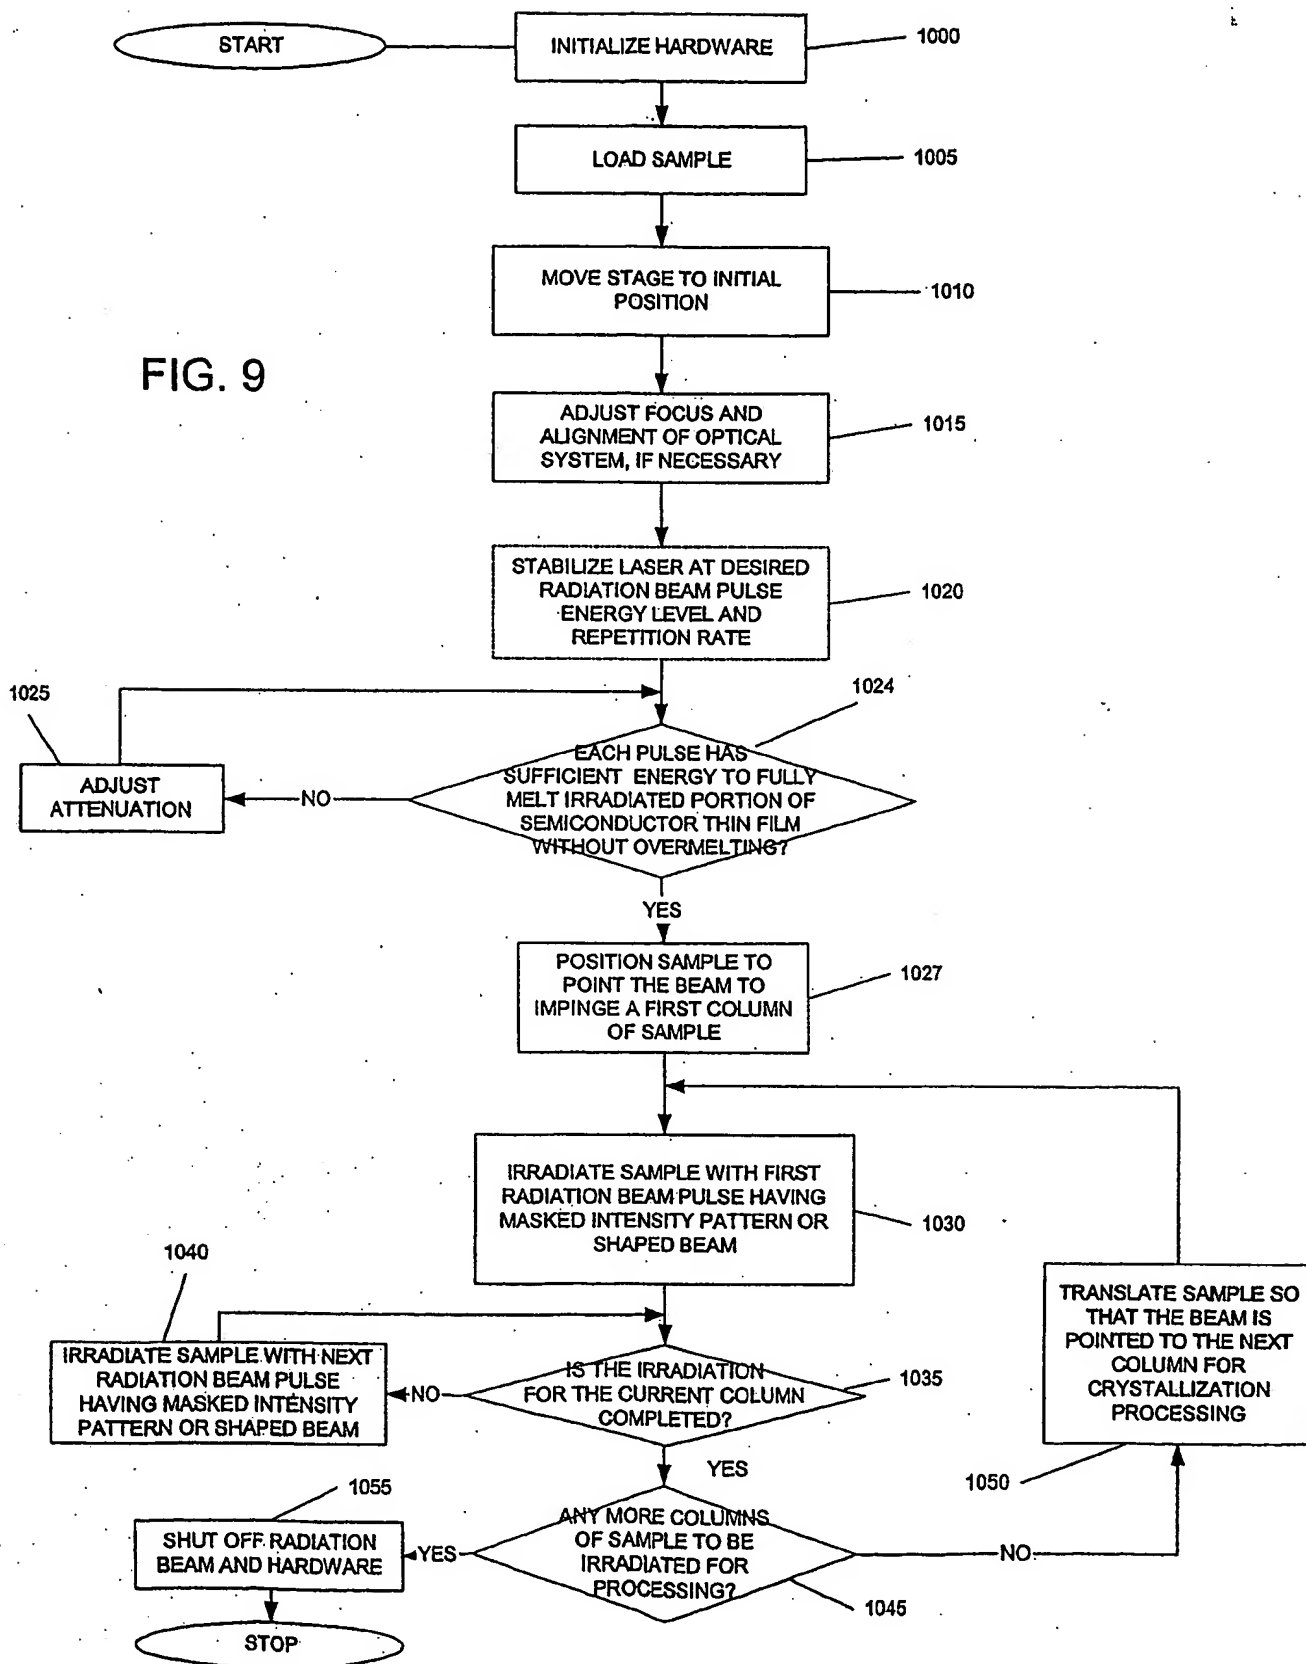 START
INITIALIZE HARDWARE
1000
LOAD SAMPLE
1005
MOVE STAGE TO INITIAL
POSITION
1010
FIG. 9
ADJUST FOCUS AND
ALIGNMENT OF OPTICAL
SYSTEM, IF NECESSARY
1015
STABILIZE LASER AT DESIRED
RADIATION BEAM PULSE
ENERGY LEVEL AND
REPETITION RATE
1020
1025
1024
EACH PULSE HAS
SUFFICIENT ENERGY TO FULLY
MELT IRRADIATED PORTION OF
SEMICONDUCTOR THIN FILM
WITHOUT OVERMELTING?
NO
ADJUST
ATTENUATION
YES
POSITION SAMPLE TO
POINT THE BEAM TO
IMPINGE A FIRST COLUMN
OF SAMPLE
1027
IRRADIATE SAMPLE WITH FIRST
RADIATION BEAM PULSE HAVING
MASKED INTENSITY PATTERN OR
SHAPED BEAM
1030
1040
IRRADIATE SAMPLE WITH NEXT
RADIATION BEAM PULSE
HAVING MASKED INTENSITY
PATTERN OR SHAPED BEAM
NO
IS THE IRRADIATION
FOR THE CURRENT COLUMN
COMPLETED?
1035
TRANSLATE SAMPLE SO
THAT THE BEAM IS
POINTED TO THE NEXT
COLUMN FOR
CRYSTALLIZATION
PROCESSING
1050
YES
1055
SHUT OFF RADIATION
BEAM AND HARDWARE
YES
ANY MORE COLUMNS
OF SAMPLE TO BE
IRRADIATED FOR
PROCESSING?
NO
1045
STOP